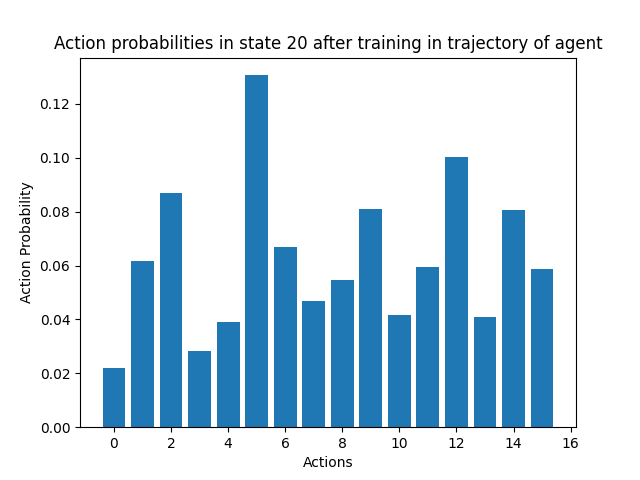 Action probabilities in state 20 after training in trajectory of agent
0.12
0.10
0.08
0.06
0.04
0.02
0.00
Action Probability
0 2 4 6 8 10 12 14 16
Actions